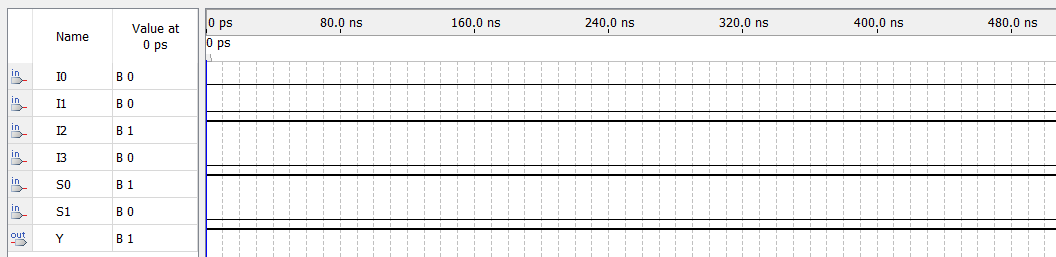 Name
Value at
0 ps
0 ps 80.0 ns 160.0 ns 240.0 ns 320.0 ns 400.0 ns 480.0 ns
0 ps
in I0 B 0
in I1 B 0
in I2 B 1
in I3 B 0
in S0 B 1
in S1 B 0
out Y B 1